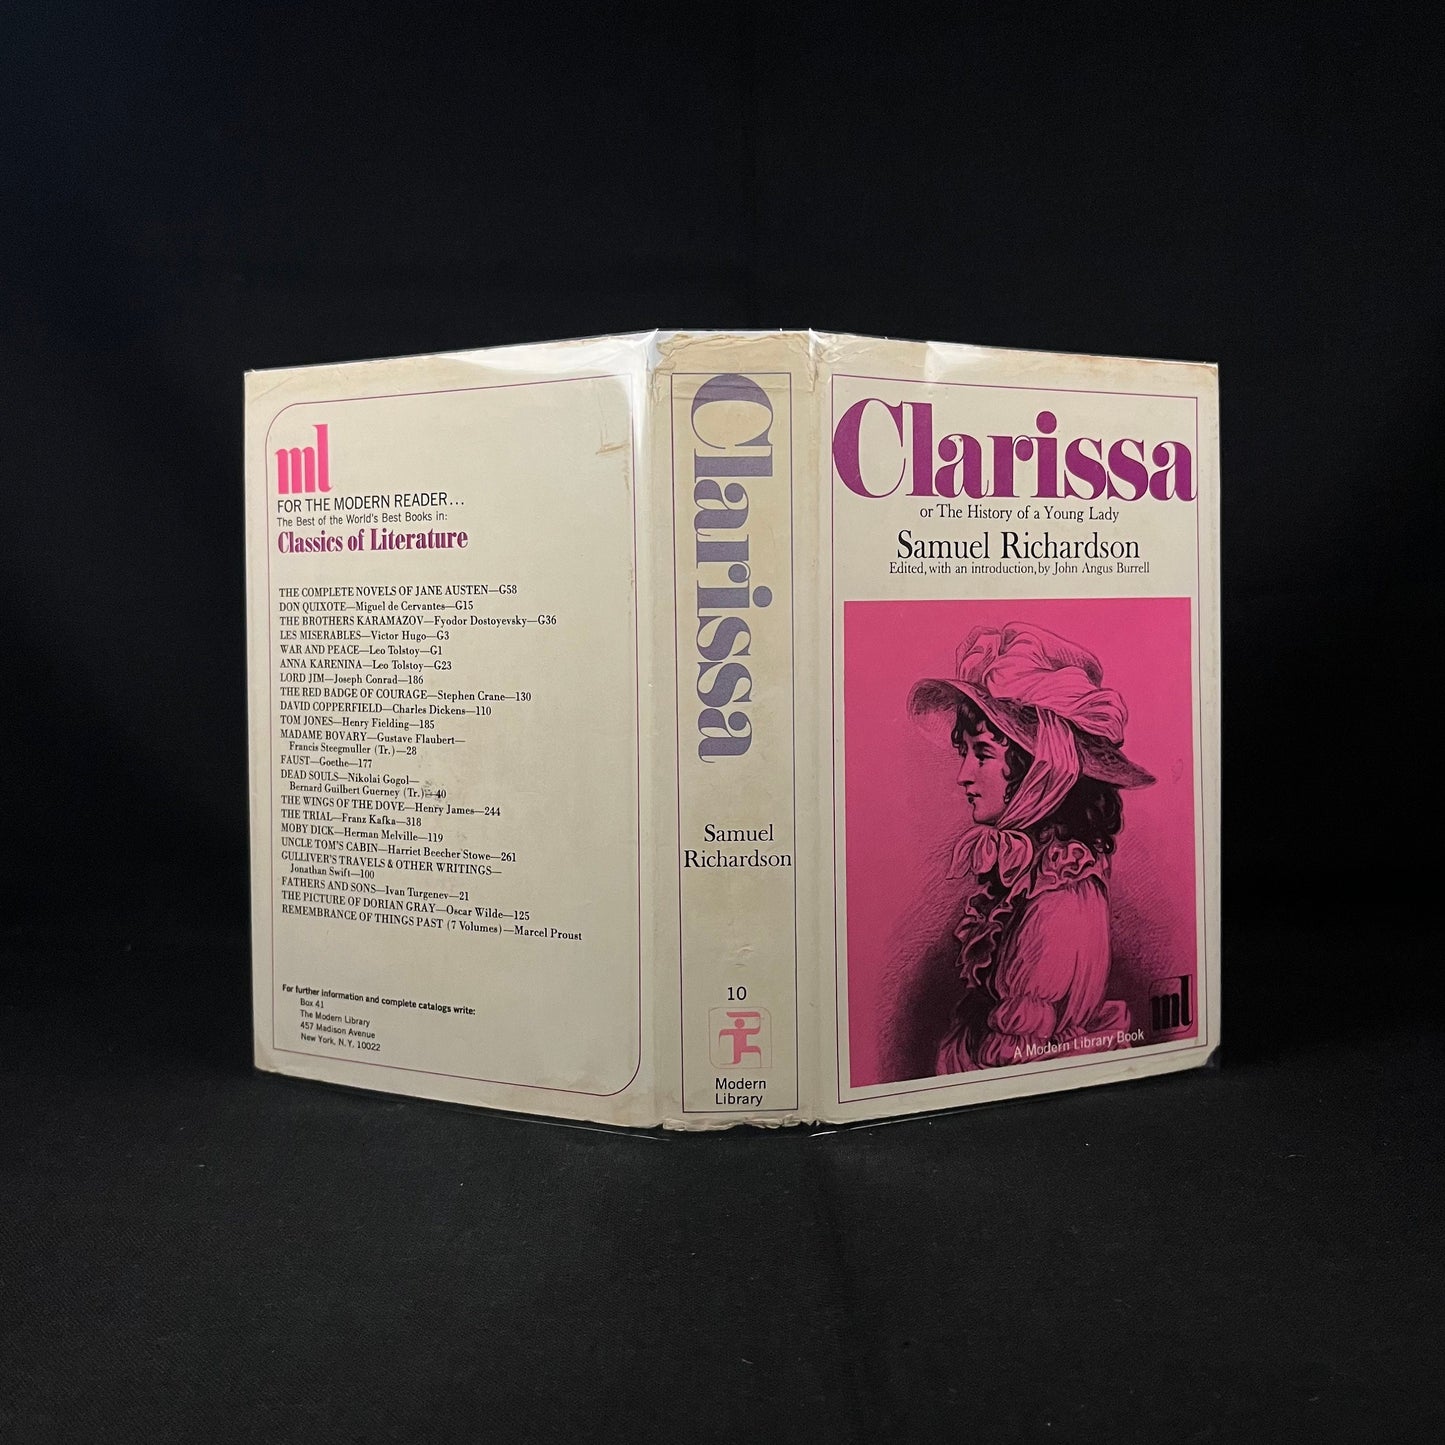 ml
FOR THE MODERN READER...
The Best of the World's Best Books in:
Classics of Literature
THE COMPLETE NOVELS OF JANE AUSTEN—G58
DON QUIXOTE—Miguel de Cervantes—G15
THE BROTHERS KARAMAZOV—Fyodor Dostoyevsky—G36
LES MISERABLES—Victor Hugo—G3
WAR AND PEACE—Leo Tolstoy—G1
ANNA KARENINA—Leo Tolstoy—G23
LORD JIM—Joseph Conrad—186
THE RED BADGE OF COURAGE—Stephen Crane—130
DAVID COPPERFIELD—Charles Dickens—110
TOM JONES—Henry Fielding—185
MADAME BOVARY—Gustave Flaubert—
Francis Steegmuller (Tr.)—28
FAUST—Goethe—177
DEAD SOULS—Nikolai Gogol—
Bernard Guilbert Guerney (Tr.)—40
THE WINGS OF THE DOVE—Henry James—244
THE TRIAL—Franz Kafka—318
MOBY DICK—Herman Melville—119
UNCLE TOM'S CABIN—Harriet Beecher Stowe—261
GULLIVER'S TRAVELS & OTHER WRITINGS—
Jonathan Swift—100
FATHERS AND SONS—Ivan Turgenev—21
THE PICTURE OF DORIAN GRAY—Oscar Wilde—125
REMEMBRANCE OF THINGS PAST (7 Volumes)—Marcel Proust
For further information and complete catalogs write:
Box 41
The Modern Library
457 Madison Avenue
New York, N. Y. 10022
Clarissa
Samuel
Richardson
10
Modern
Library
Clarissa
or The History of a Young Lady
Samuel Richardson
Edited, with an introduction, by John Angus Burrell
ml
A Modern Library Book